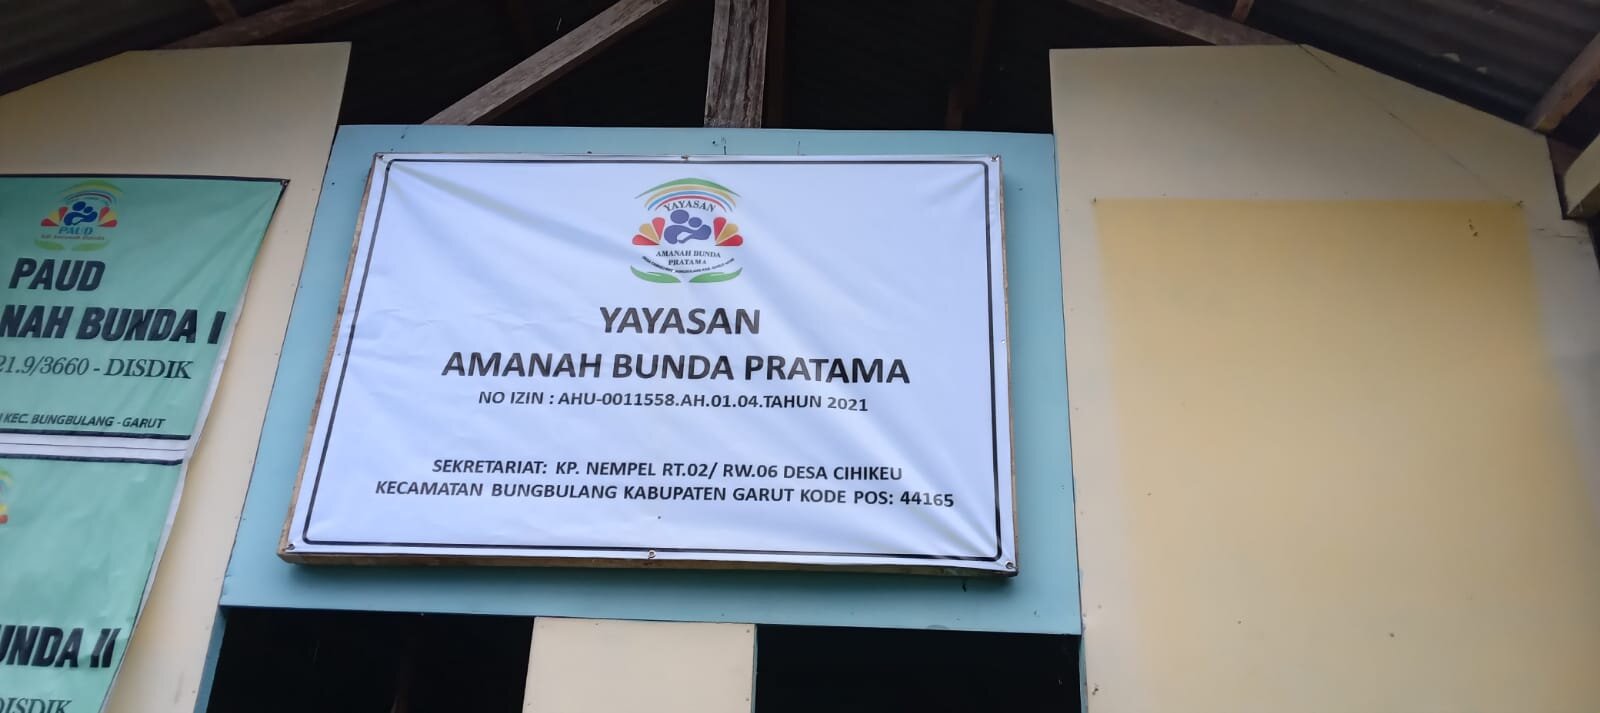 PAUD
PAUD
NAH BUNDA I
21.9/3660 - DISDIK
KEC. BUNGBULANG - GARUT
UNDA II
DISDIK
YAYASAN
AMANAH BUNDA
PRATAMA
YAYASAN
AMANAH BUNDA PRATAMA
NO IZIN : AHU-0011558.AH.01.04.TAHUN 2021
SEKRETARIAT: KP. NEMPEL RT.02/ RW.06 DESA CIHIKEU
KECAMATAN BUNGBULANG KABUPATEN GARUT KODE POS: 44165